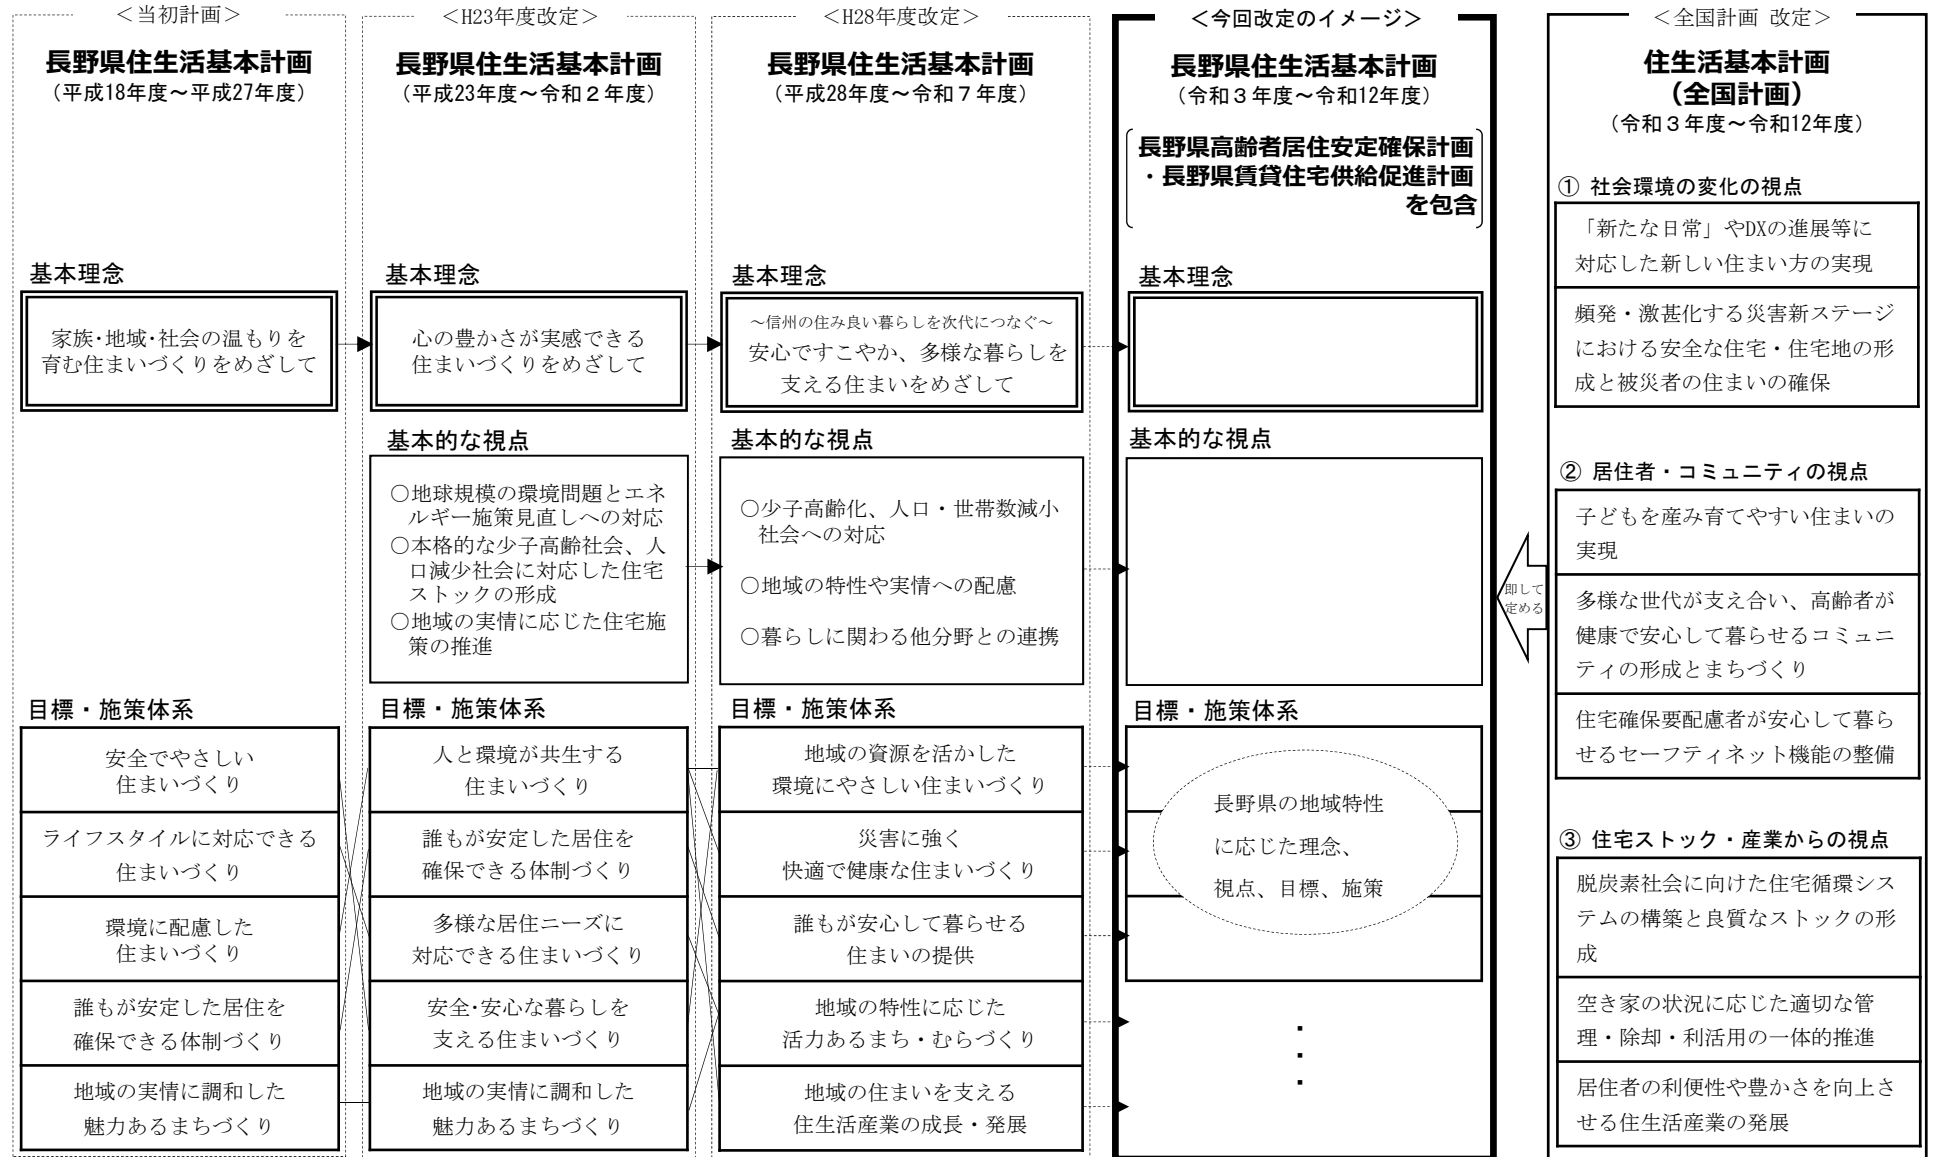 ＜当初計画＞
長野県住生活基本計画
（平成18年度～平成27年度）
基本理念
家族･地域･社会の温もりを
育む住まいづくりをめざして
目標・施策体系
安全でやさしい
住まいづくり
ライフスタイルに対応できる
住まいづくり
環境に配慮した
住まいづくり
誰もが安定した居住を
確保できる体制づくり
地域の実情に調和した
魅力あるまちづくり
＜H23年度改定＞
長野県住生活基本計画
（平成23年度～令和２年度）
基本理念
心の豊かさが実感できる
住まいづくりをめざして
基本的な視点
○地球規模の環境問題とエネ
ルギー施策見直しへの対応
○本格的な少子高齢社会、人
口減少社会に対応した住宅
ストックの形成
○地域の実情に応じた住宅施
策の推進
目標・施策体系
人と環境が共生する
住まいづくり
誰もが安定した居住を
確保できる体制づくり
多様な居住ニーズに
対応できる住まいづくり
安全･安心な暮らしを
支える住まいづくり
地域の実情に調和した
魅力あるまちづくり
＜H28年度改定＞
長野県住生活基本計画
（平成28年度～令和７年度）
基本理念
～信州の住み良い暮らしを次代につなぐ～
安心ですこやか、多様な暮らしを
支える住まいをめざして
基本的な視点
○少子高齢化、人口・世帯数減小
社会への対応
○地域の特性や実情への配慮
○暮らしに関わる他分野との連携
目標・施策体系
地域の資源を活かした
環境にやさしい住まいづくり
災害に強く
快適で健康な住まいづくり
誰もが安心して暮らせる
住まいの提供
地域の特性に応じた
活力あるまち・むらづくり
地域の住まいを支える
住生活産業の成長・発展
＜今回改定のイメージ＞
長野県住生活基本計画
（令和３年度～令和12年度）
長野県高齢者居住安定確保計画
・長野県賃貸住宅供給促進計画
を包含
基本理念
基本的な視点
目標・施策体系
長野県の地域特性
に応じた理念、
視点、目標、施策
・
・
・
即して
定める
＜全国計画 改定＞
住生活基本計画
（全国計画）
（令和３年度～令和12年度）
① 社会環境の変化の視点
「新たな日常」やDXの進展等に
対応した新しい住まい方の実現
頻発・激甚化する災害新ステージ
における安全な住宅・住宅地の形
成と被災者の住まいの確保
② 居住者・コミュニティの視点
子どもを産み育てやすい住まいの
実現
多様な世代が支え合い、高齢者が
健康で安心して暮らせるコミュニ
ティの形成とまちづくり
住宅確保要配慮者が安心して暮ら
せるセーフティネット機能の整備
③ 住宅ストック・産業からの視点
脱炭素社会に向けた住宅循環シス
テムの構築と良質なストックの形
成
空き家の状況に応じた適切な管
理・除却・利活用の一体的推進
居住者の利便性や豊かさを向上さ
せる住生活産業の発展